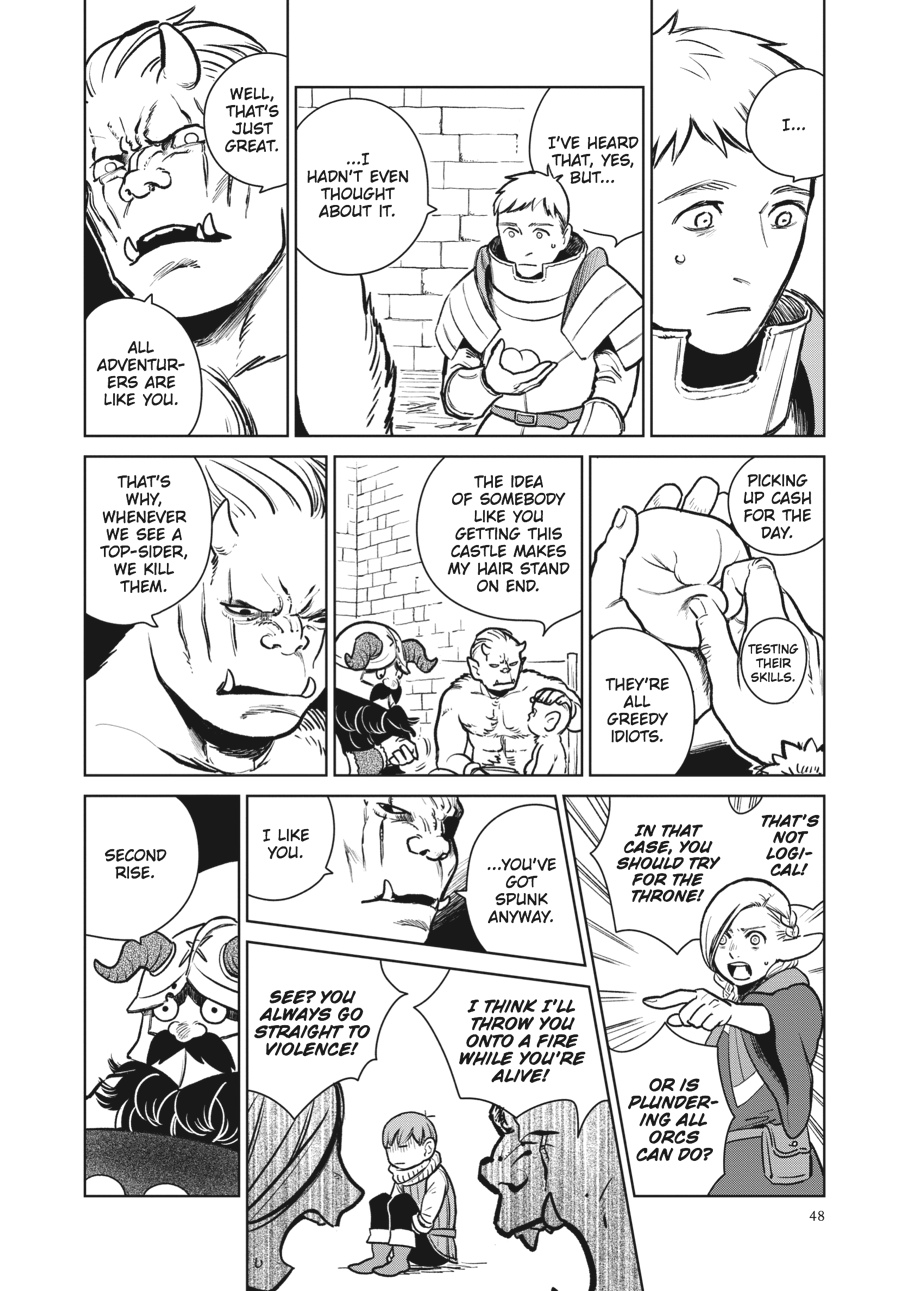 I...
I'VE HEARD
THAT, YES,
BUT...
...I
HADN'T EVEN
THOUGHT
ABOUT IT.
WELL,
THAT'S
JUST
GREAT.
ALL
ADVENTUR-
ERS ARE
LIKE YOU.
PICKING
UP CASH
FOR THE
DAY.
TESTING
THEIR
SKILLS.
THEY'RE
ALL
GREEDY
IDIOTS.
THE IDEA
OF SOMEBODY
LIKE YOU
GETTING THIS
CASTLE MAKES
MY HAIR STAND
ON END.
THAT'S
WHY,
WHENEVER
WE SEE A
TOP-SIDER,
WE KILL
THEM.
THAT'S
NOT
LOGI-
CAL!
IN THAT
CASE, YOU
SHOULD TRY
FOR THE
THRONE!
OR IS
PLUNDER-
ING ALL
ORCS
CAN DO?
...YOU'VE
GOT
SPUNK
ANYWAY.
I LIKE
YOU.
I THINK I'LL
THROW YOU
ONTO A FIRE
WHILE YOU'RE
ALIVE!
SEE? YOU
ALWAYS GO
STRAIGHT TO
VIOLENCE!
SECOND
RISE.
48